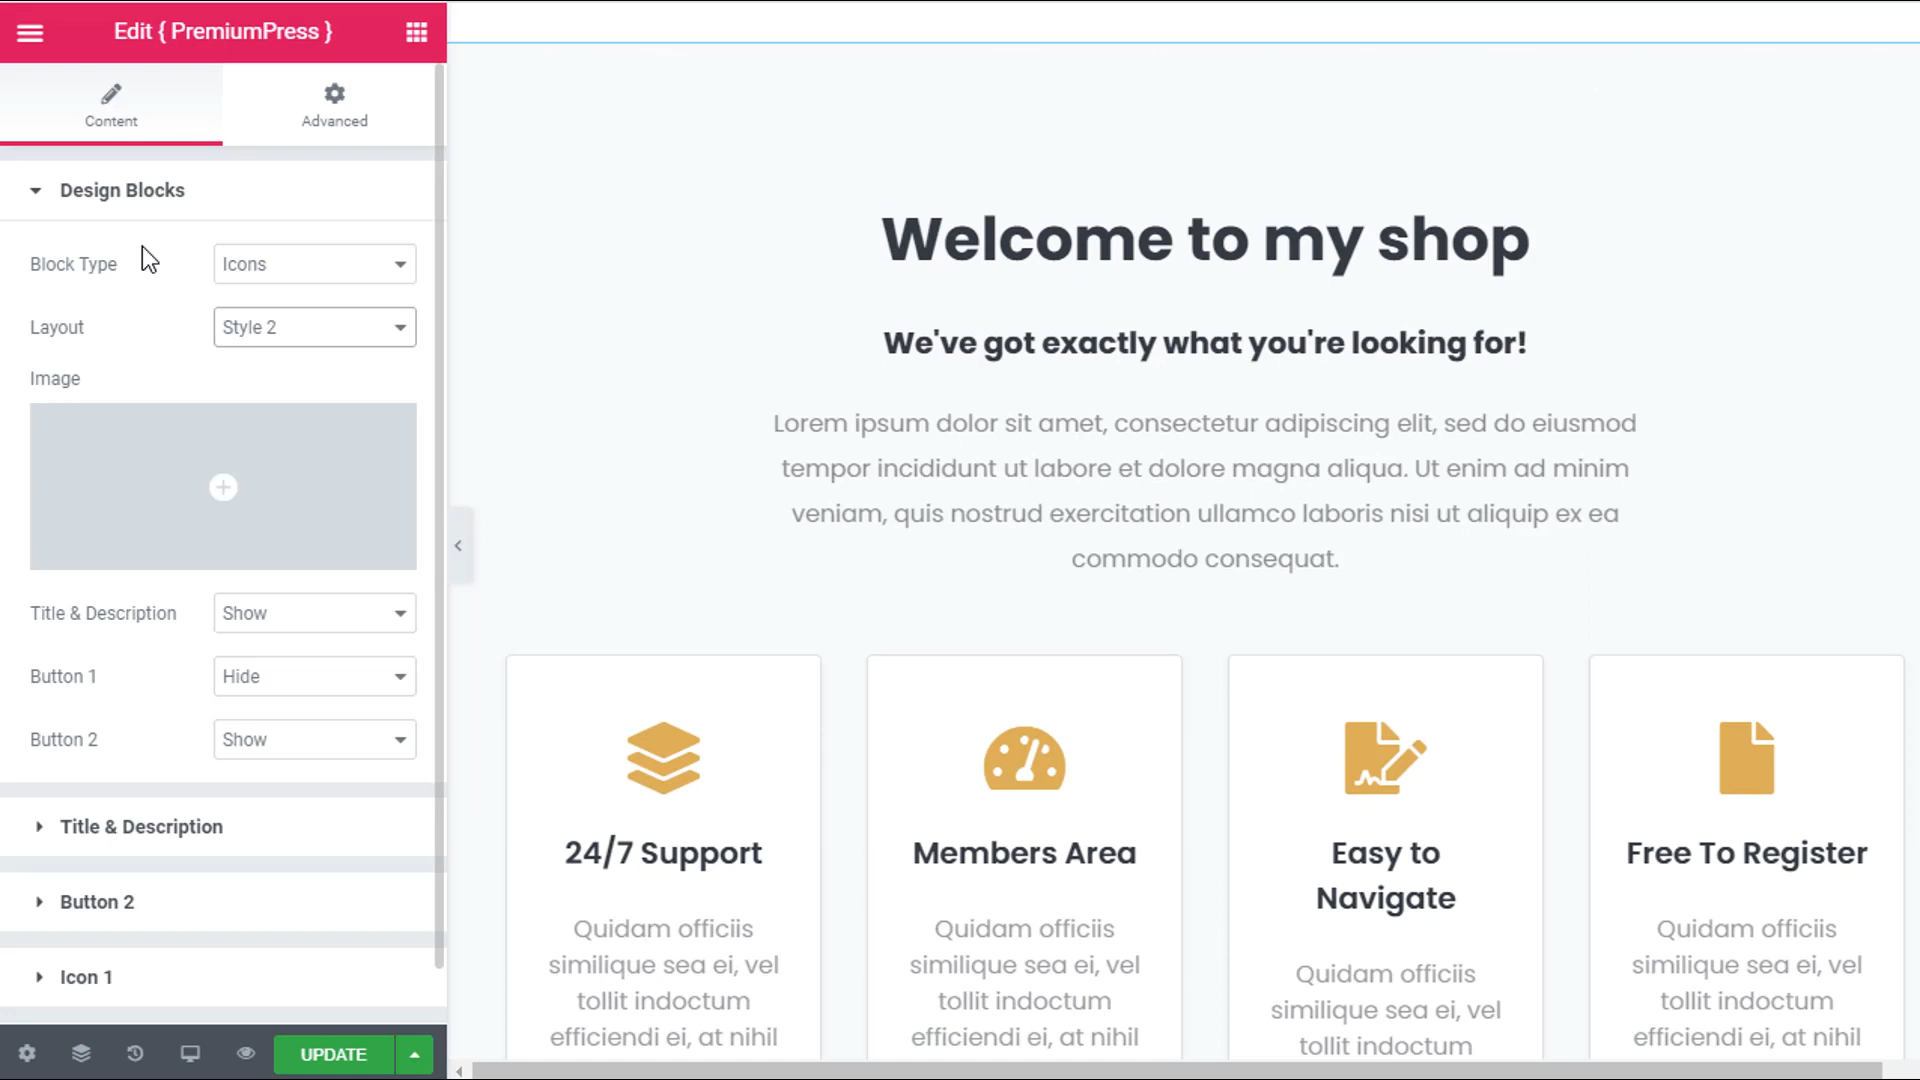 Edit { PremiumPress }
Content
Advanced
Design Blocks
Block Type
Icons
Layout
Style 2
Image
Title & Description
Show
Button 1
Hide
Button 2
Show
Title & Description
Button 2
Icon 1
UPDATE
Welcome to my shop
We've got exactly what you're looking for!
Lorem ipsum dolor sit amet, consectetur adipiscing elit, sed do eiusmod
tempor incididunt ut labore et dolore magna aliqua. Ut enim ad minim
veniam, quis nostrud exercitation ullamco laboris nisi ut aliquip ex ea
commodo consequat.
24/7 Support
Quidam officiis
similique sea ei, vel
tollit indoctum
efficiendi ei, at nihil
Members Area
Quidam officiis
similique sea ei, vel
tollit indoctum
efficiendi ei, at nihil
Easy to
Navigate
Quidam officiis
similique sea ei, vel
tollit indoctum
Free To Register
Quidam officiis
similique sea ei, vel
tollit indoctum
efficiendi ei, at nihil